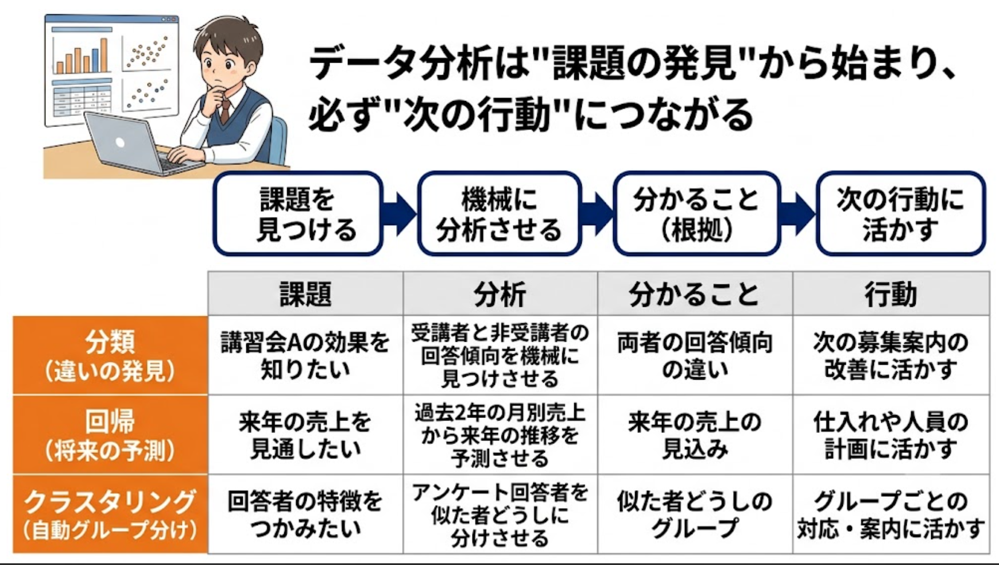 データ分析は"課題の発見"から始まり、
必ず"次の行動"につながる
課題を
見つける
機械に
分析させる
分かること
（根拠）
次の行動に
活かす
課題
分析
分かること
行動
分類
（違いの発見）
講習会Aの効果を
知りたい
受講者と非受講者の
回答傾向を機械に
見つけさせる
両者の回答傾向
の違い
次の募集案内の
改善に活かす
回帰
（将来の予測）
来年の売上を
見通したい
過去2年の月別売上
から来年の推移を
予測させる
来年の売上の
見込み
仕入れや人員の
計画に活かす
クラスタリング
（自動グループ分け）
回答者の特徴を
つかみたい
アンケート回答者を
似た者どうしに
分けさせる
似た者どうしの
グループ
グループごとの
対応・案内に活かす